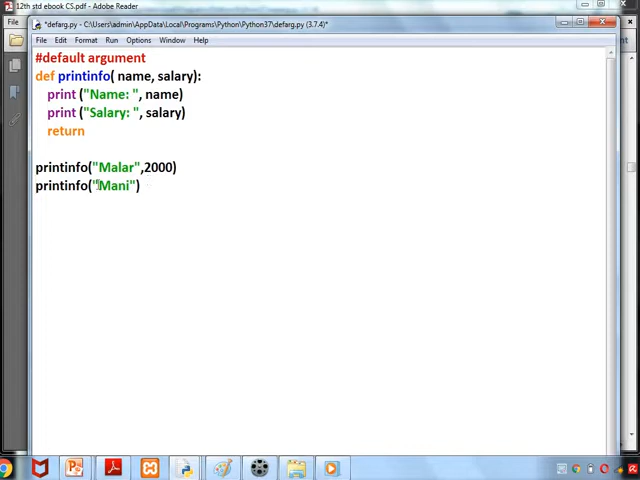 12th std ebook CS.pdf - Adobe Reader
File
*defarg.py - C:\Users\admin\AppData\Local\Programs\Python\Python37\defarg.py (3.7.4)*
File Edit Format Run Options Window Help
#default argument
def printinfo( name, salary):
print ("Name: ", name)
print ("Salary: ", salary)
return
printinfo("Malar",2000)
printinfo("Mani")